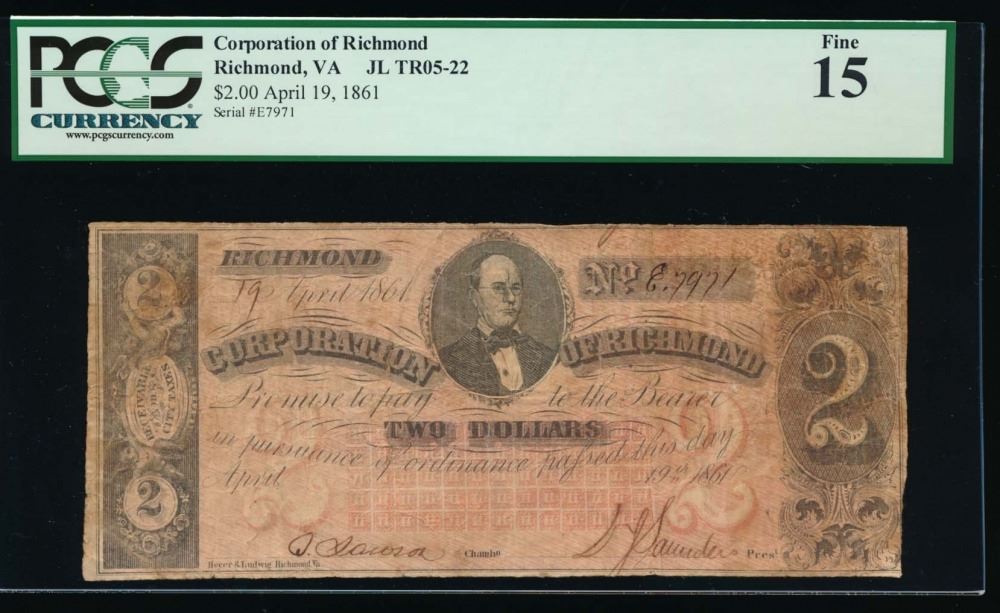 PCGS
CURRENCY
www.pcgscurrency.com
Corporation of Richmond
Richmond, VA JL TR05-22
$2.00 April 19, 1861
Serial #E7971
Fine
15
RICHMOND
19 April 1861
No E.7971
2
CORPORATION OF RICHMOND
RECEIVABLE
2
Promise to pay to the Bearer
TWO DOLLARS
in pursuance of ordinance passed this day
April 19th 1861
2
Chamb.
Saunders Pres.
Hoyer & Ludwig Richmond, Va.